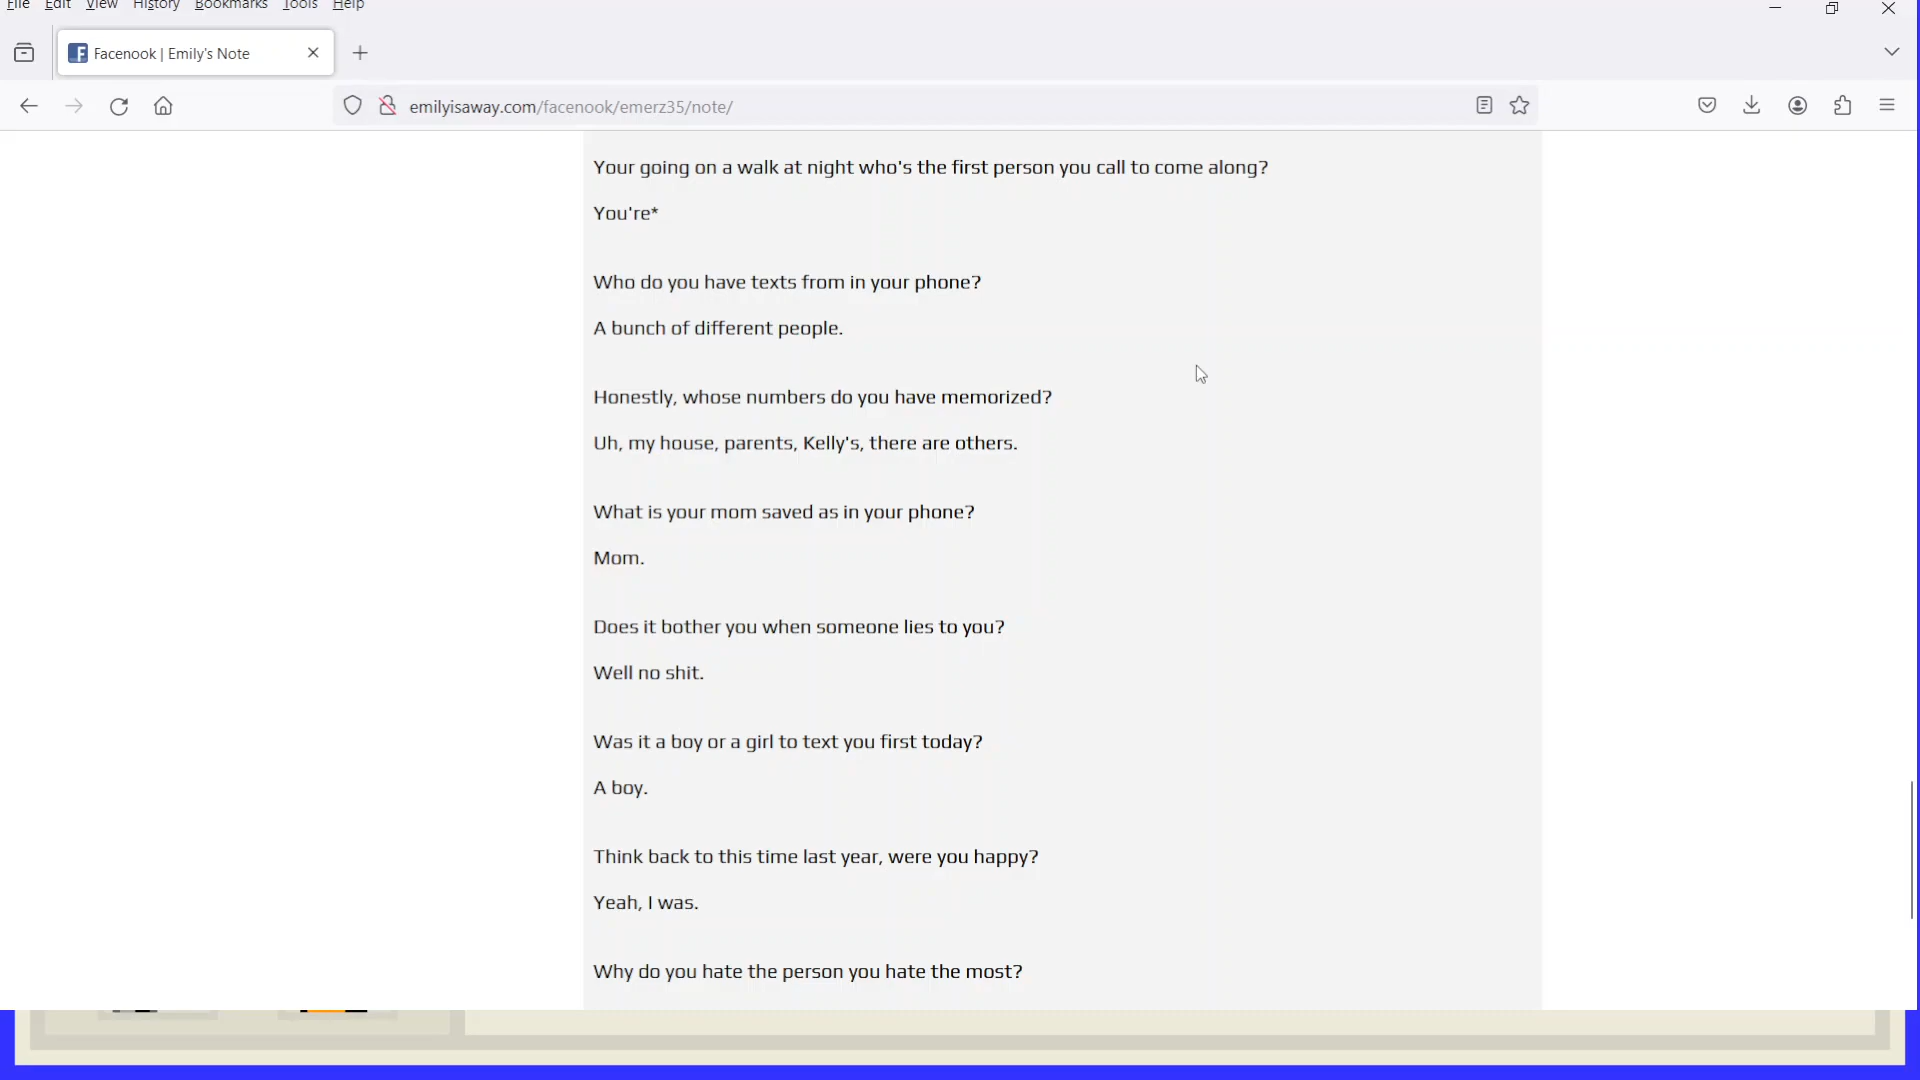 File Edit View History Bookmarks Tools Help
Facenook | Emily's Note
emilyisaway.com/facenook/emerz35/note/
Your going on a walk at night who's the first person you call to come along?
You're*
Who do you have texts from in your phone?
A bunch of different people.
Honestly, whose numbers do you have memorized?
Uh, my house, parents, Kelly's, there are others.
What is your mom saved as in your phone?
Mom.
Does it bother you when someone lies to you?
Well no shit.
Was it a boy or a girl to text you first today?
A boy.
Think back to this time last year, were you happy?
Yeah, I was.
Why do you hate the person you hate the most?